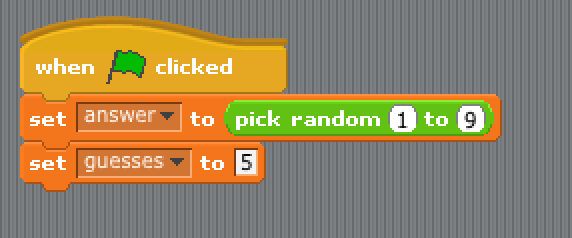 when clicked
set answer to pick random 1 to 9
set guesses to 5